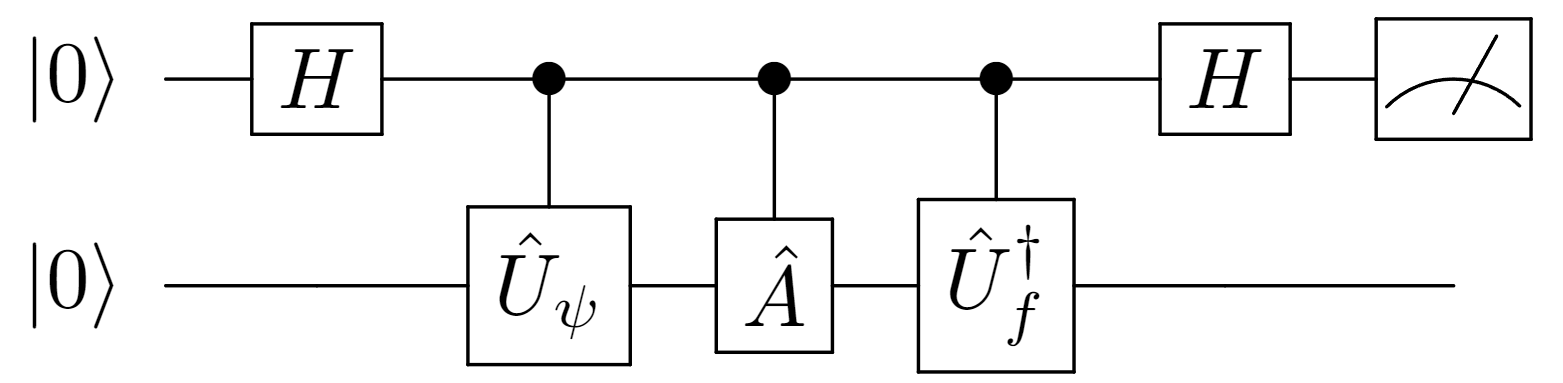 |0⟩ H H
|0⟩ Û_ψ Â Û_f^†